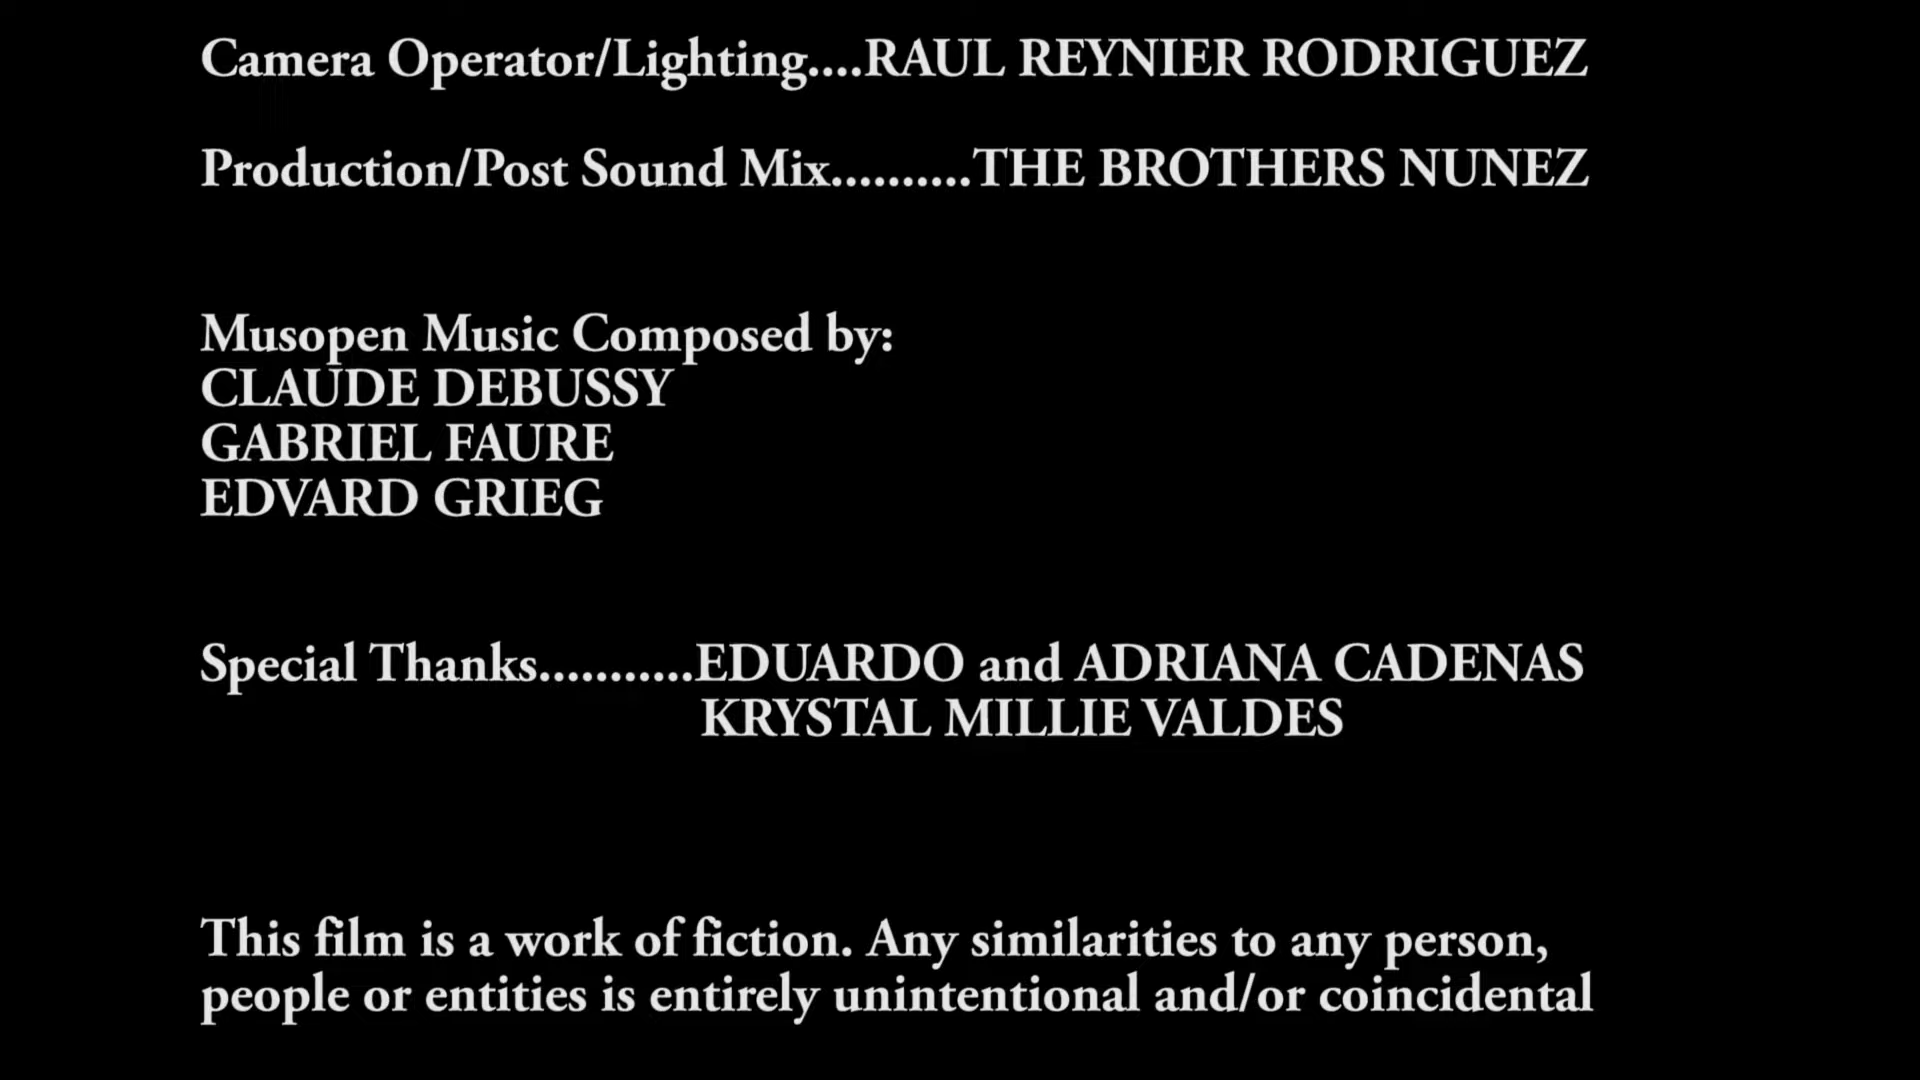 Camera Operator/Lighting....RAUL REYNIER RODRIGUEZ
Production/Post Sound Mix..........THE BROTHERS NUNEZ
Musopen Music Composed by:
CLAUDE DEBUSSY
GABRIEL FAURE
EDVARD GRIEG
Special Thanks...........EDUARDO and ADRIANA CADENAS
KRYSTAL MILLIE VALDES
This film is a work of fiction. Any similarities to any person,
people or entities is entirely unintentional and/or coincidental